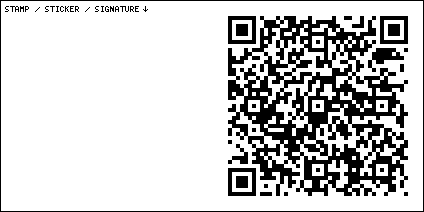 STAMP / STICKER / SIGNATURE ↓